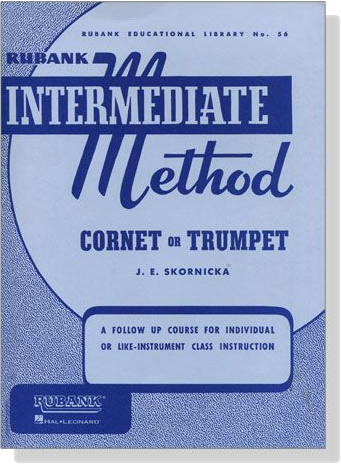 RUBANK EDUCATIONAL LIBRARY No. 56
RUBANK
INTERMEDIATE
Method
CORNET OR TRUMPET
J. E. SKORNICKA
A FOLLOW UP COURSE FOR INDIVIDUAL
OR LIKE-INSTRUMENT CLASS INSTRUCTION
RUBANK®
HAL•LEONARD®